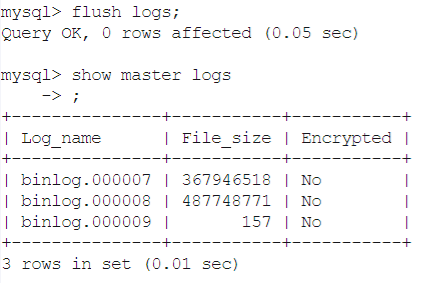 mysql> flush logs;
Query OK, 0 rows affected (0.05 sec)
mysql> show master logs
    -> ;
+---------------+-----------+-----------+
| Log_name      | File_size | Encrypted |
+---------------+-----------+-----------+
| binlog.000007 | 367946518 | No        |
| binlog.000008 | 487748771 | No        |
| binlog.000009 |       157 | No        |
+---------------+-----------+-----------+
3 rows in set (0.01 sec)